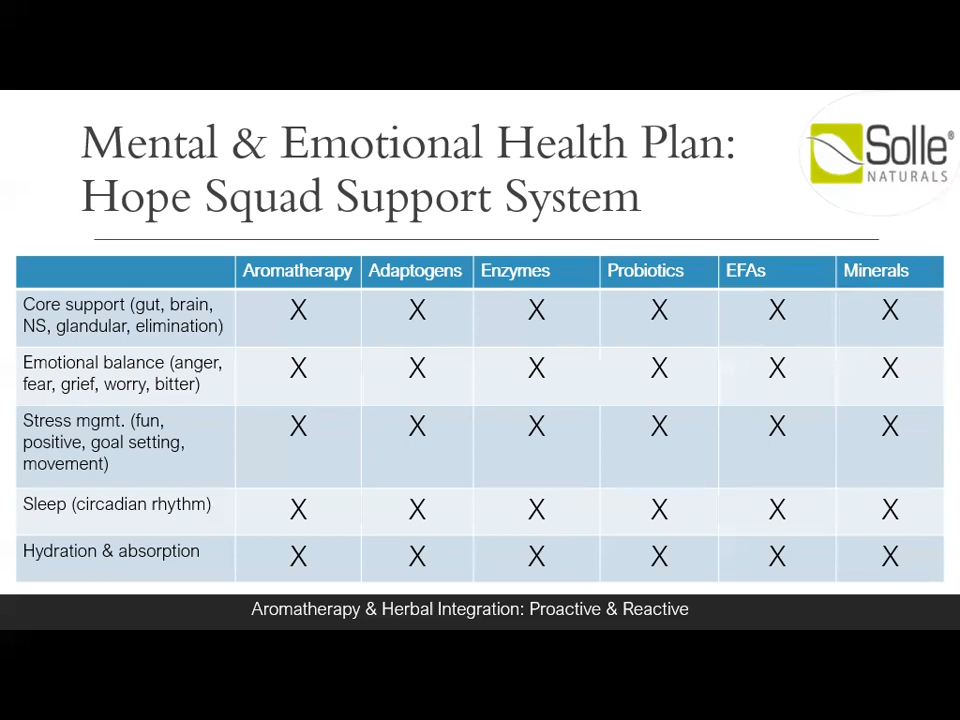 Mental & Emotional Health Plan:
Hope Squad Support System
Solle®
NATURALS
Aromatherapy Adaptogens Enzymes Probiotics EFAs Minerals
Core support (gut, brain,
NS, glandular, elimination) X X X X X X
Emotional balance (anger,
fear, grief, worry, bitter) X X X X X X
Stress mgmt. (fun,
positive, goal setting,
movement) X X X X X X
Sleep (circadian rhythm) X X X X X X
Hydration & absorption X X X X X X
Aromatherapy & Herbal Integration: Proactive & Reactive